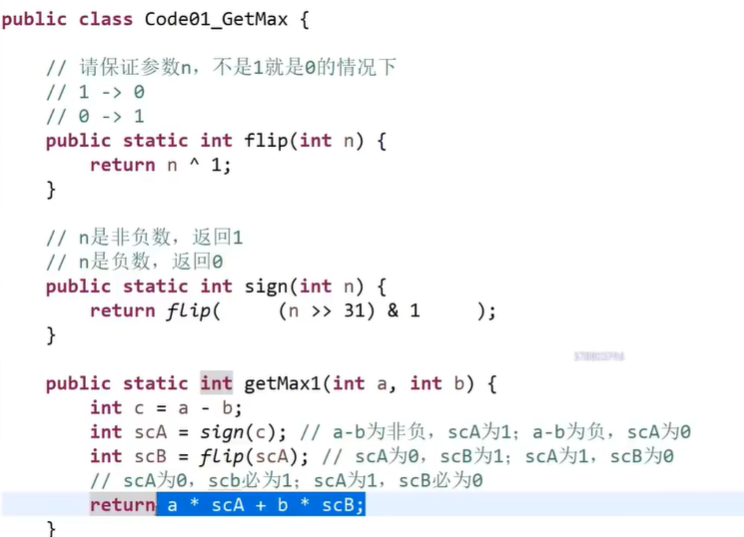 public class Code01_GetMax {
// 请保证参数n，不是1就是0的情况下
// 1 -> 0
// 0 -> 1
public static int flip(int n) {
return n ^ 1;
}
// n是非负数，返回1
// n是负数，返回0
public static int sign(int n) {
return flip( (n >> 31) & 1 );
}
public static int getMax1(int a, int b) {
int c = a - b;
int scA = sign(c); // a-b为非负，scA为1；a-b为负，scA为0
int scB = flip(scA); // scA为0，scB为1；scA为1，scB为0
// scA为0，scb必为1；scA为1，scB必为0
return a * scA + b * scB;
}